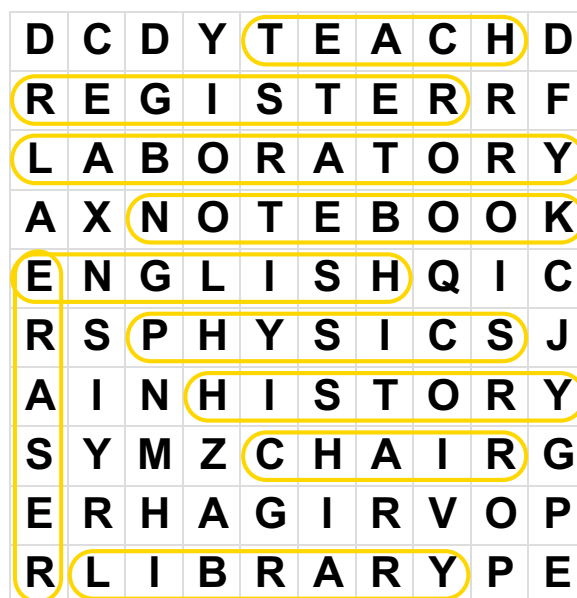 D C D Y T E A C H D
R E G I S T E R R F
L A B O R A T O R Y
A X N O T E B O O K
E N G L I S H Q I C
R S P H Y S I C S J
A I N H I S T O R Y
S Y M Z C H A I R G
E R H A G I R V O P
R L I B R A R Y P E